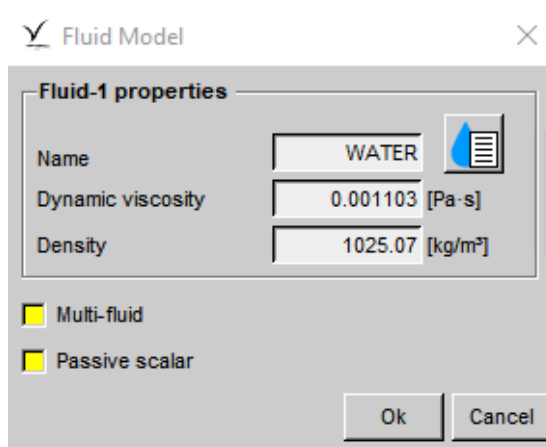 Fluid Model
Fluid-1 properties
Name WATER
Dynamic viscosity 0.001103 [Pa·s]
Density 1025.07 [kg/m³]
Multi-fluid
Passive scalar
Ok Cancel